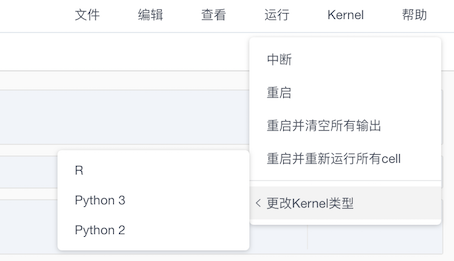 文件 编辑 查看 运行 Kernel 帮助
中断
重启
重启并清空所有输出
重启并重新运行所有cell
更改Kernel类型
R
Python 3
Python 2